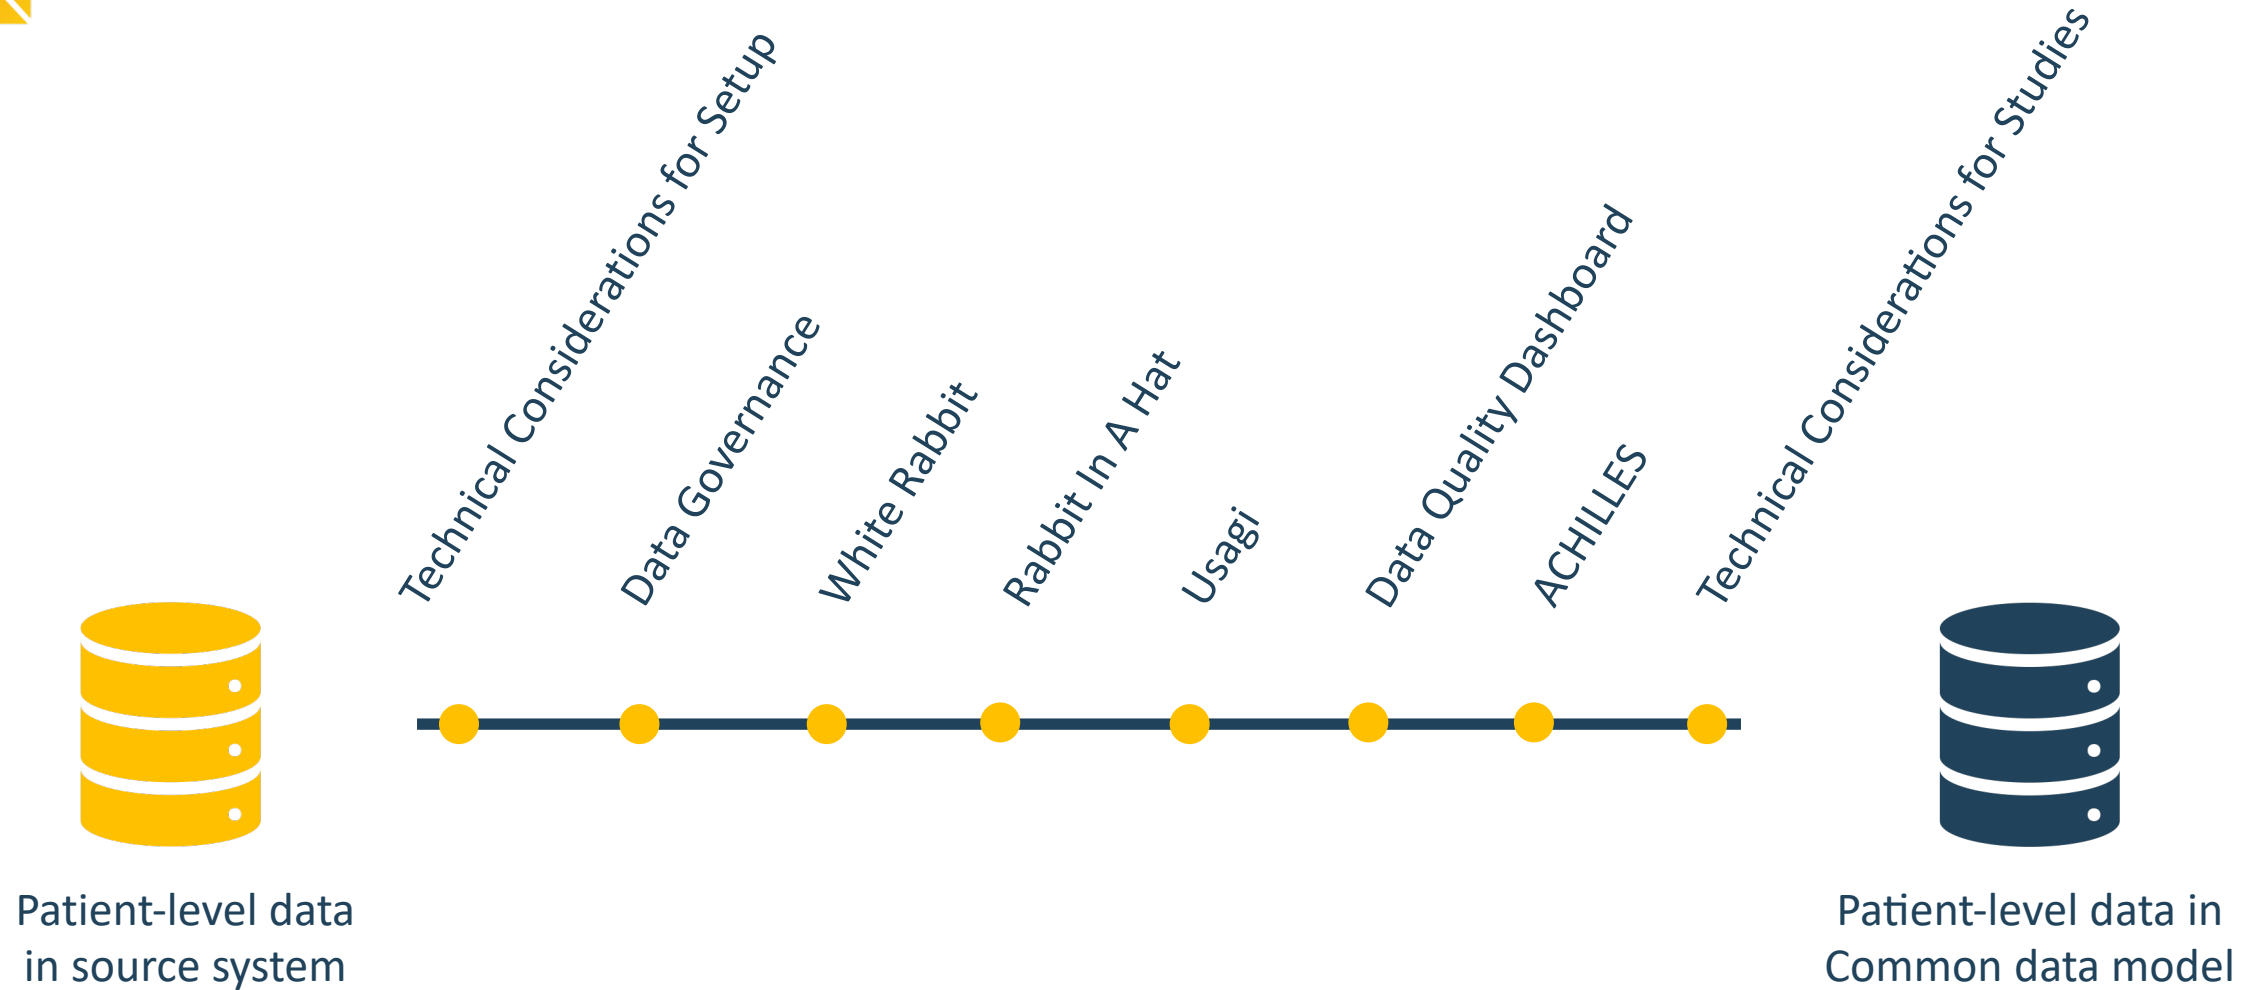 Technical Considerations for Setup
Data Governance
White Rabbit
Rabbit In A Hat
Usagi
Data Quality Dashboard
ACHILLES
Technical Considerations for Studies
Patient-level data
in source system
Patient-level data in
Common data model